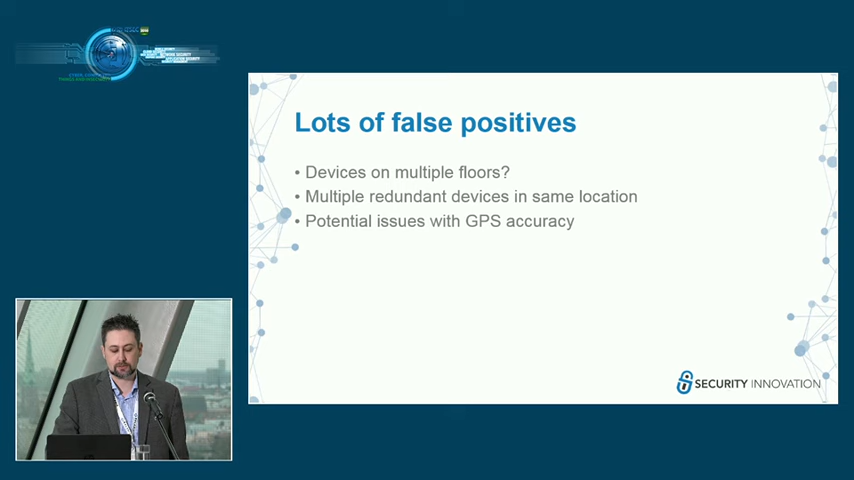 Lots of false positives
• Devices on multiple floors?
• Multiple redundant devices in same location
• Potential issues with GPS accuracy
SECURITY INNOVATION